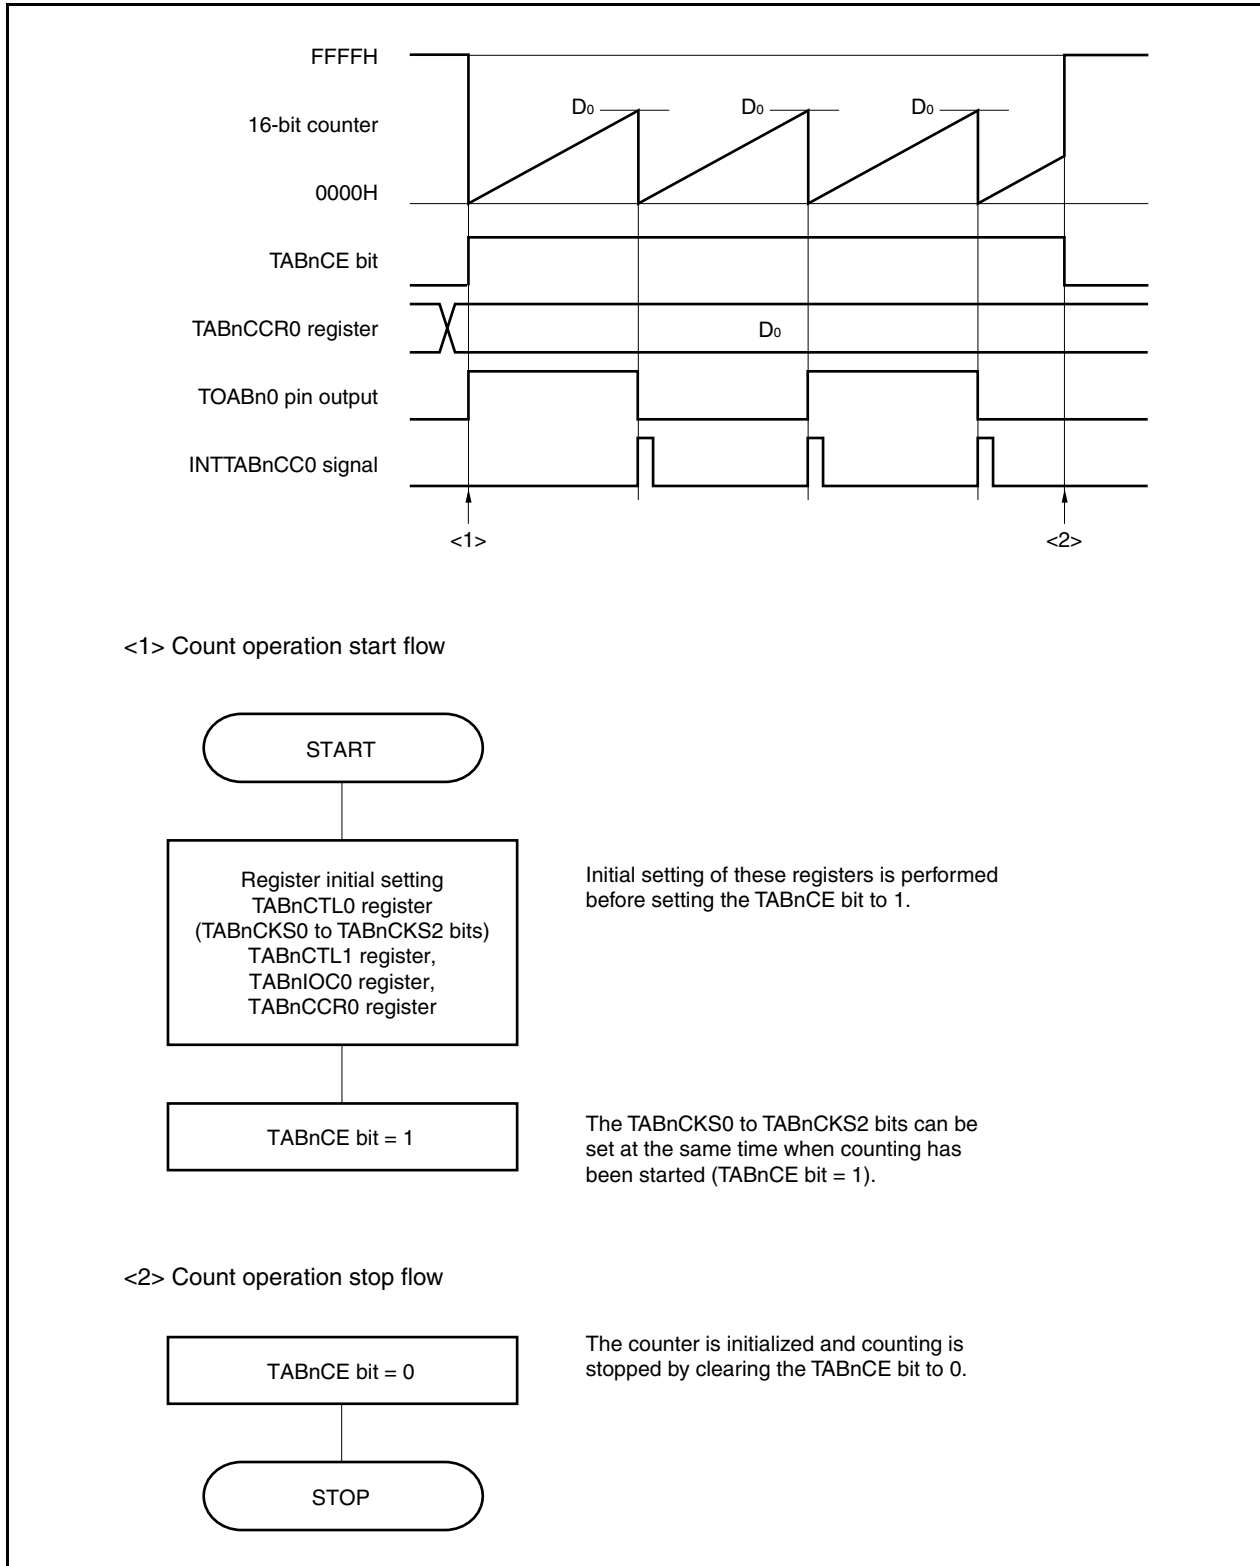 FFFFH
D0 D0 D0
16-bit counter
0000H
TABnCE bit
TABnCCR0 register
D0
TOABn0 pin output
INTTABnCC0 signal
<1> <2>
<1> Count operation start flow
START
Register initial setting
TABnCTL0 register
(TABnCKS0 to TABnCKS2 bits)
TABnCTL1 register,
TABnIOC0 register,
TABnCCR0 register
Initial setting of these registers is performed
before setting the TABnCE bit to 1.
TABnCE bit = 1
The TABnCKS0 to TABnCKS2 bits can be
set at the same time when counting has
been started (TABnCE bit = 1).
<2> Count operation stop flow
TABnCE bit = 0
The counter is initialized and counting is
stopped by clearing the TABnCE bit to 0.
STOP